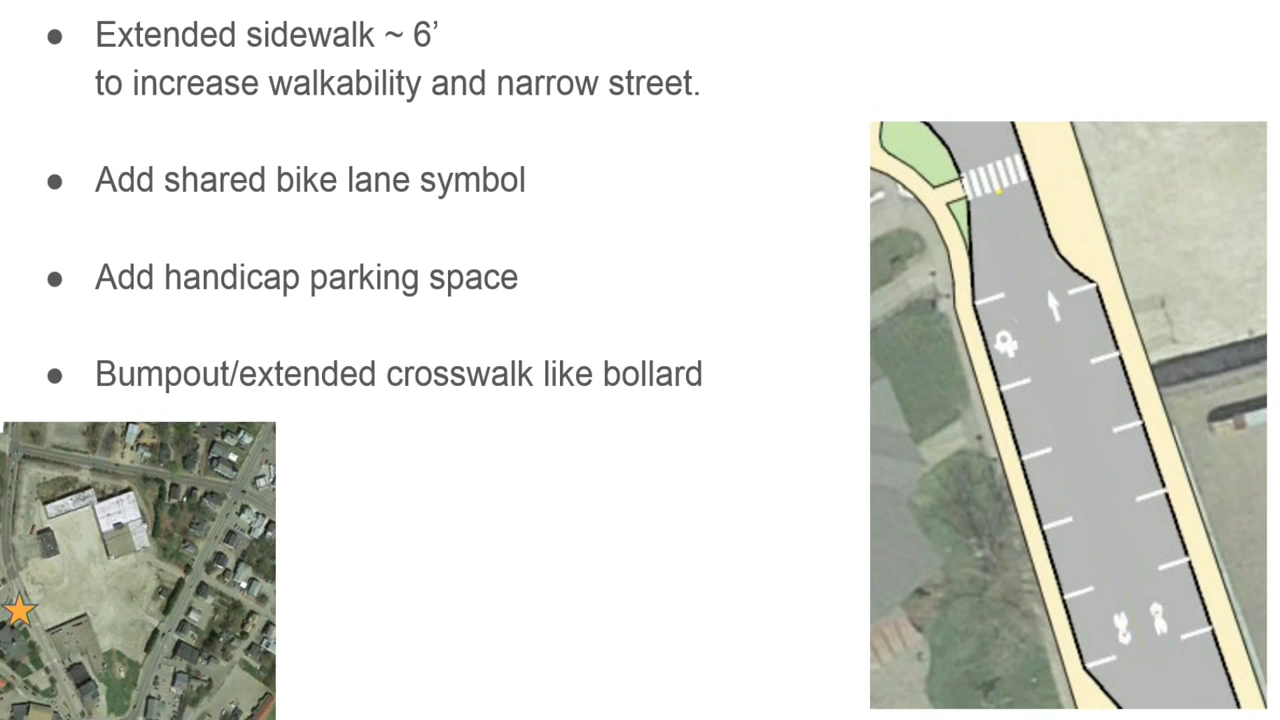 ● Extended sidewalk ~ 6’
to increase walkability and narrow street.
● Add shared bike lane symbol
● Add handicap parking space
● Bumpout/extended crosswalk like bollard